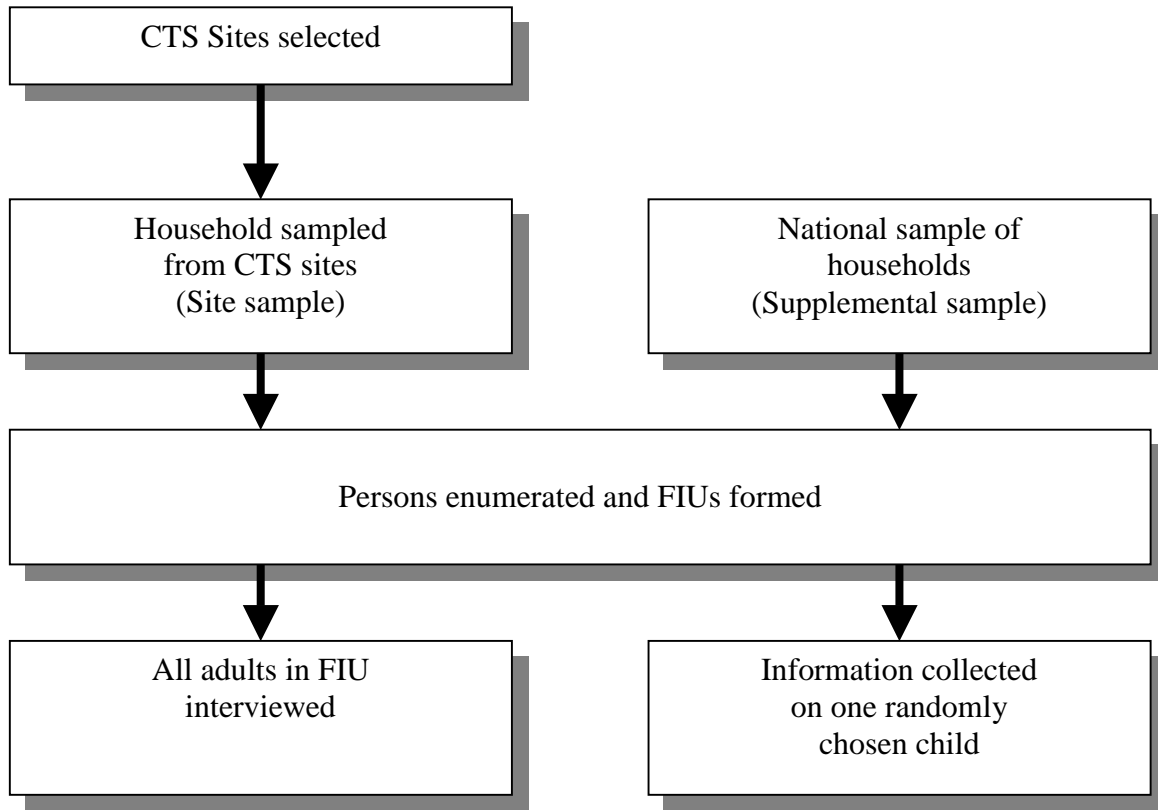 CTS Sites selected
Household sampled
from CTS sites
(Site sample)
National sample of
households
(Supplemental sample)
Persons enumerated and FIUs formed
All adults in FIU
interviewed
Information collected
on one randomly
chosen child